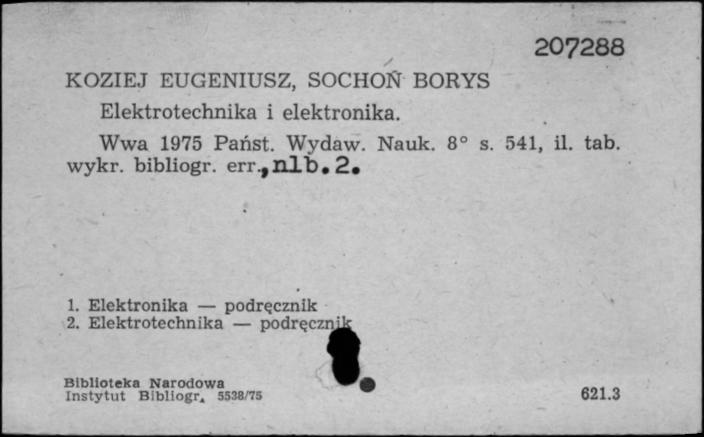 207288
KOZIEJ EUGENIUSZ, SOCHOŃ BORYS
Elektrotechnika i elektronika.
Wwa 1975 Państ. Wydaw. Nauk. 8° s. 541, il. tab.
wykr. bibliogr. err., nlb. 2.
1. Elektronika — podręcznik
2. Elektrotechnika — podręcznik
Biblioteka Narodowa
Instytut Bibliogr. 5538/75
621.3